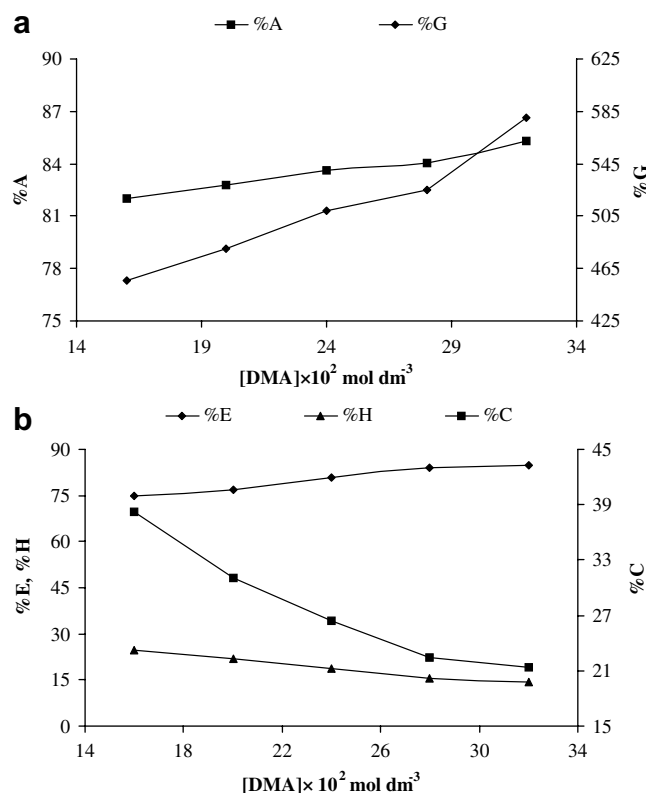 a
%A %G
90
87
84
81
78
75
%A
625
585
545
505
465
425
%G
14 19 24 29 34
[DMA]×10² mol dm⁻³
b
%E %H %C
90
75
60
45
30
15
0
%E, %H
45
39
33
27
21
15
%C
14 18 22 26 30 34
[DMA]× 10² mol dm⁻³